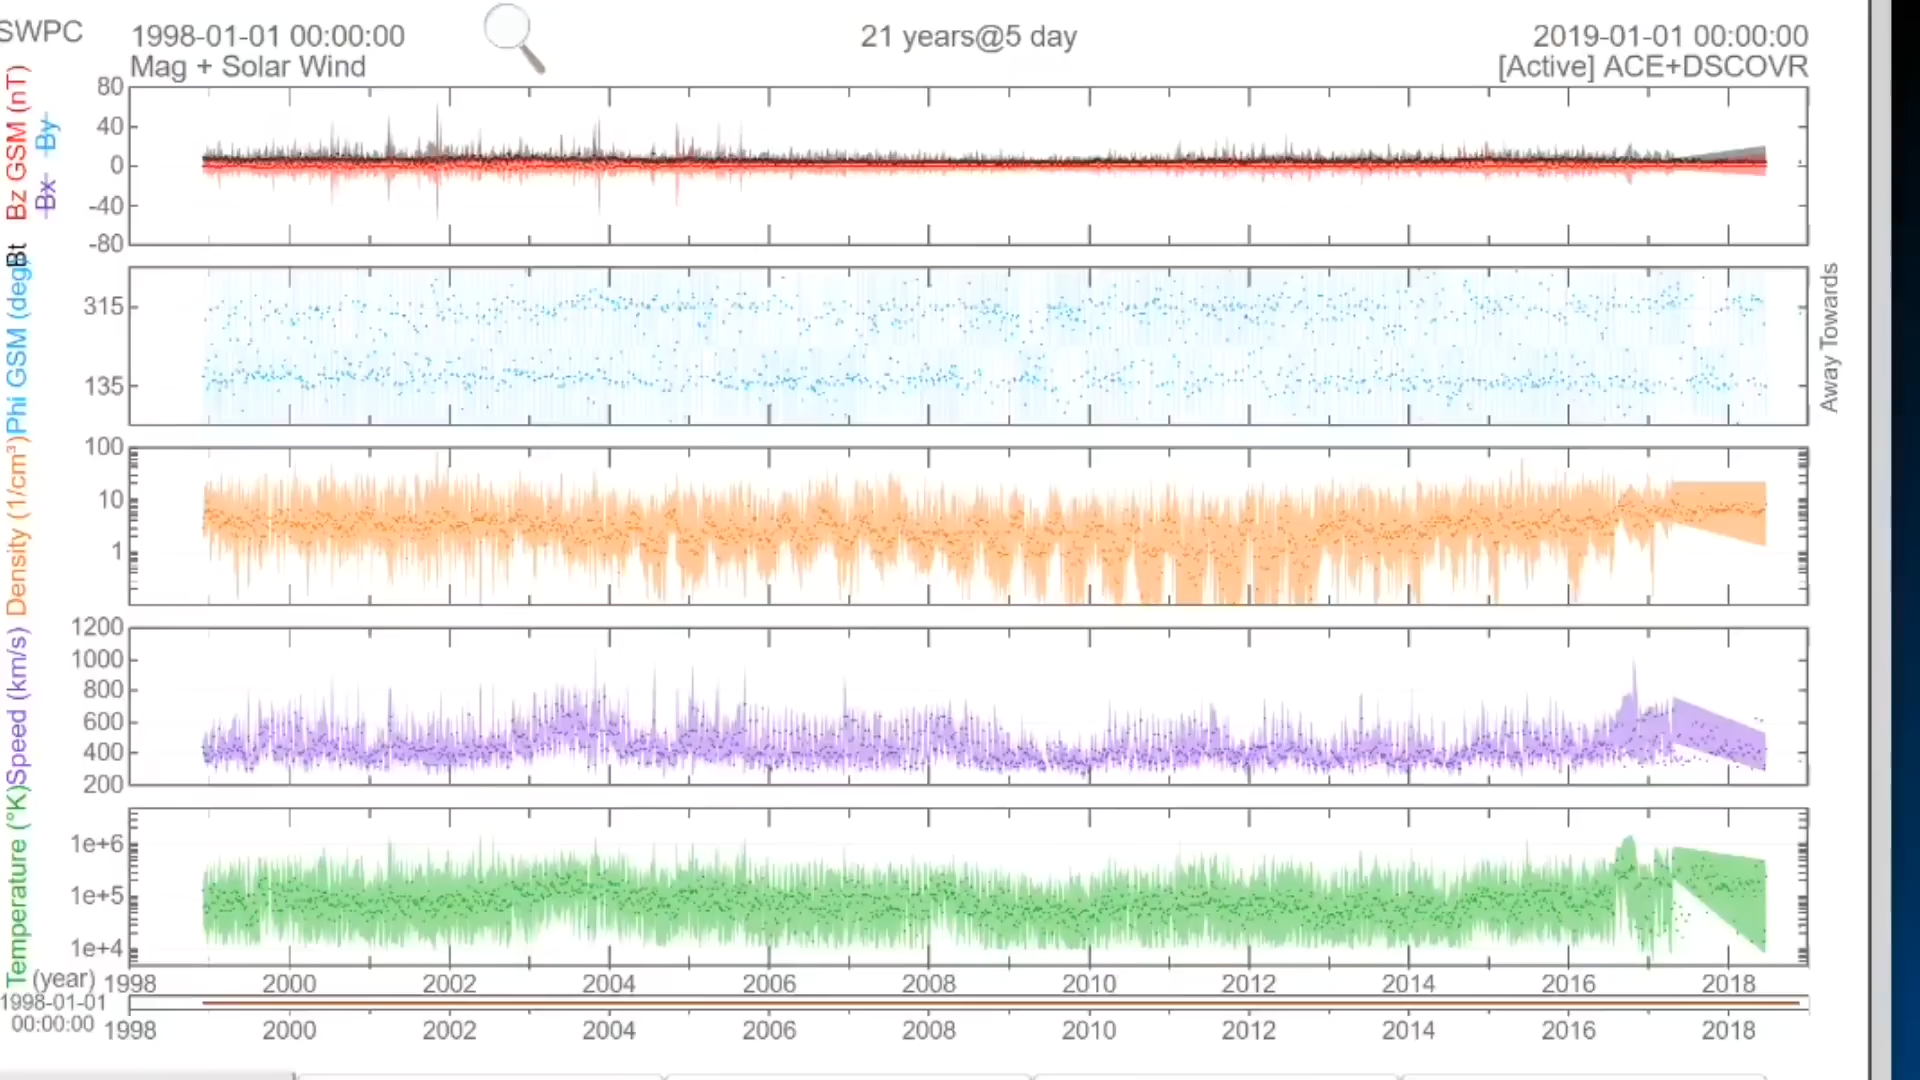 SWPC
1998-01-01 00:00:00
21 years@5 day
2019-01-01 00:00:00
Mag + Solar Wind
[Active] ACE+DSCOVR
Bt Bz GSM (nT)
Bx By
80
40
0
-40
-80
Phi GSM (deg)
315
135
Away Towards
Density (1/cm³)
100
10
1
Speed (km/s)
1200
1000
800
600
400
200
Temperature (°K)
1e+6
1e+5
1e+4
(year) 1998 2000 2002 2004 2006 2008 2010 2012 2014 2016 2018
1998-01-01
00:00:00
1998 2000 2002 2004 2006 2008 2010 2012 2014 2016 2018